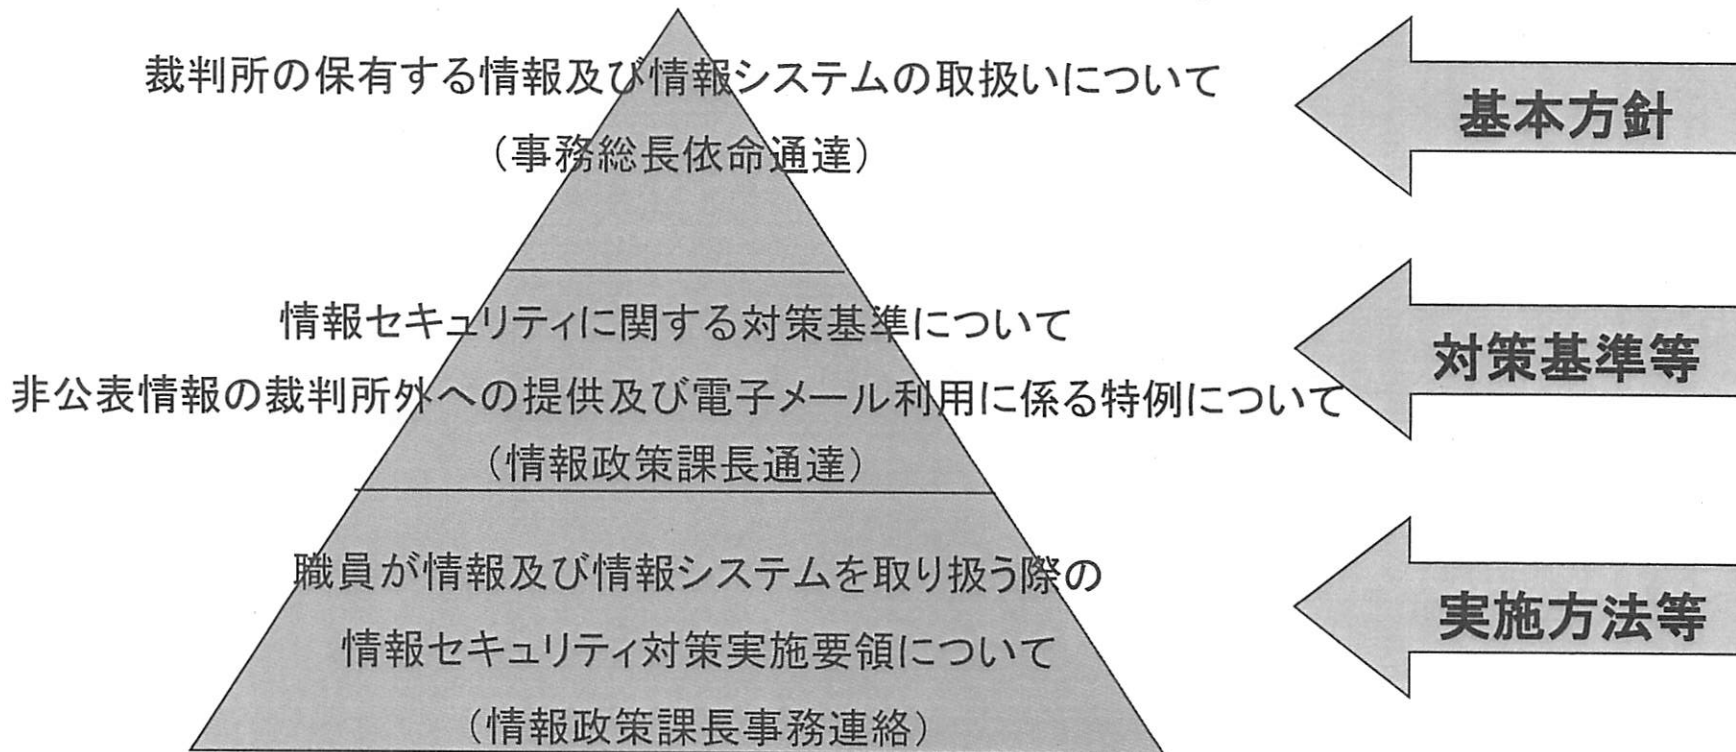 裁判所の保有する情報及び情報システムの取扱いについて
（事務総長依命通達）
基本方針
情報セキュリティに関する対策基準について
非公表情報の裁判所外への提供及び電子メール利用に係る特例について
（情報政策課長通達）
対策基準等
職員が情報及び情報システムを取り扱う際の
情報セキュリティ対策実施要領について
（情報政策課長事務連絡）
実施方法等